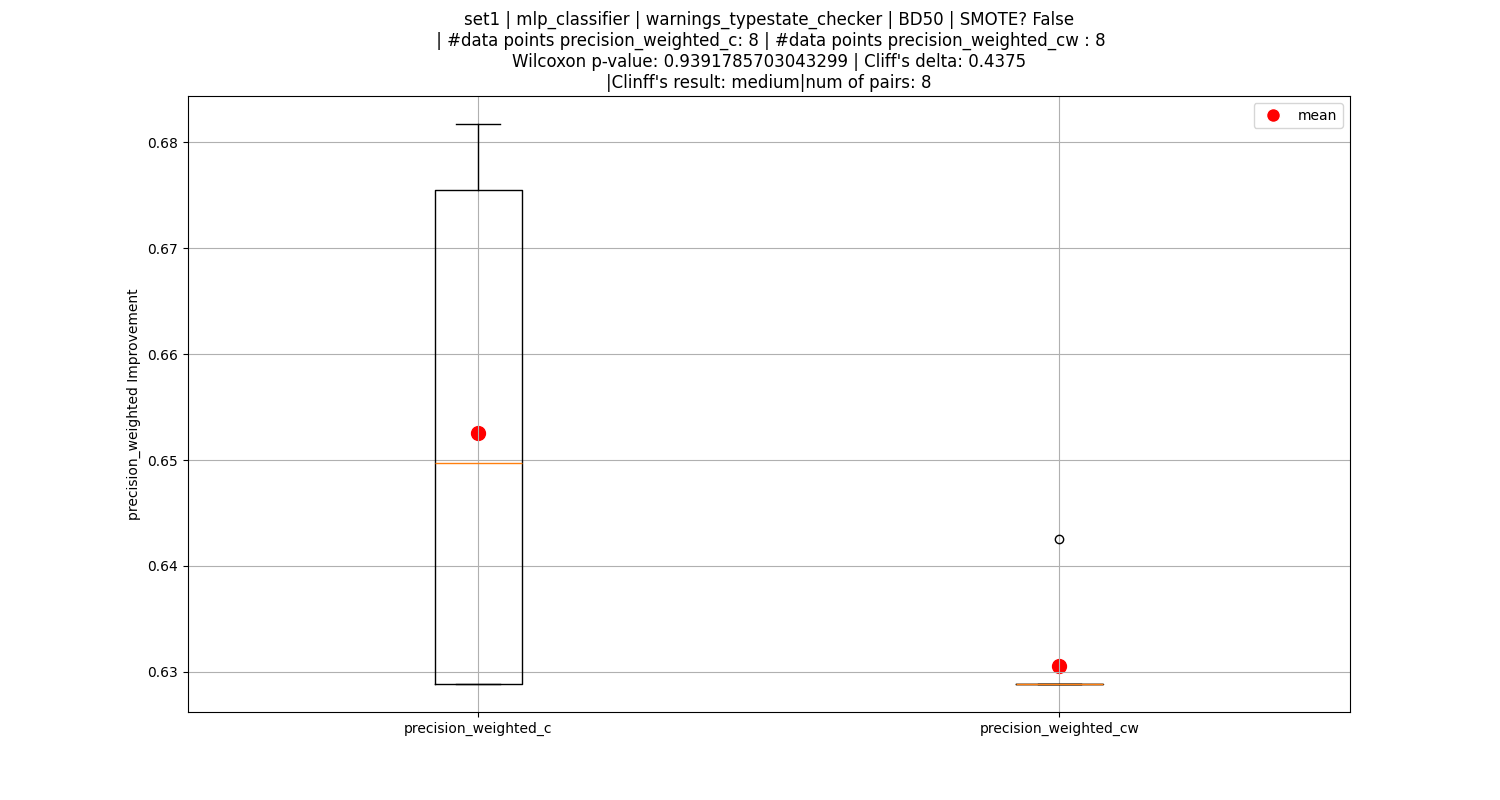 set1 | mlp_classifier | warnings_typestate_checker | BD50 | SMOTE? False
| #data points precision_weighted_c: 8 | #data points precision_weighted_cw : 8
Wilcoxon p-value: 0.9391785703043299 | Cliff's delta: 0.4375
|Clinff's result: medium|num of pairs: 8
mean
0.68
0.67
0.66
0.65
0.64
0.63
precision_weighted Improvement
precision_weighted_c
precision_weighted_cw